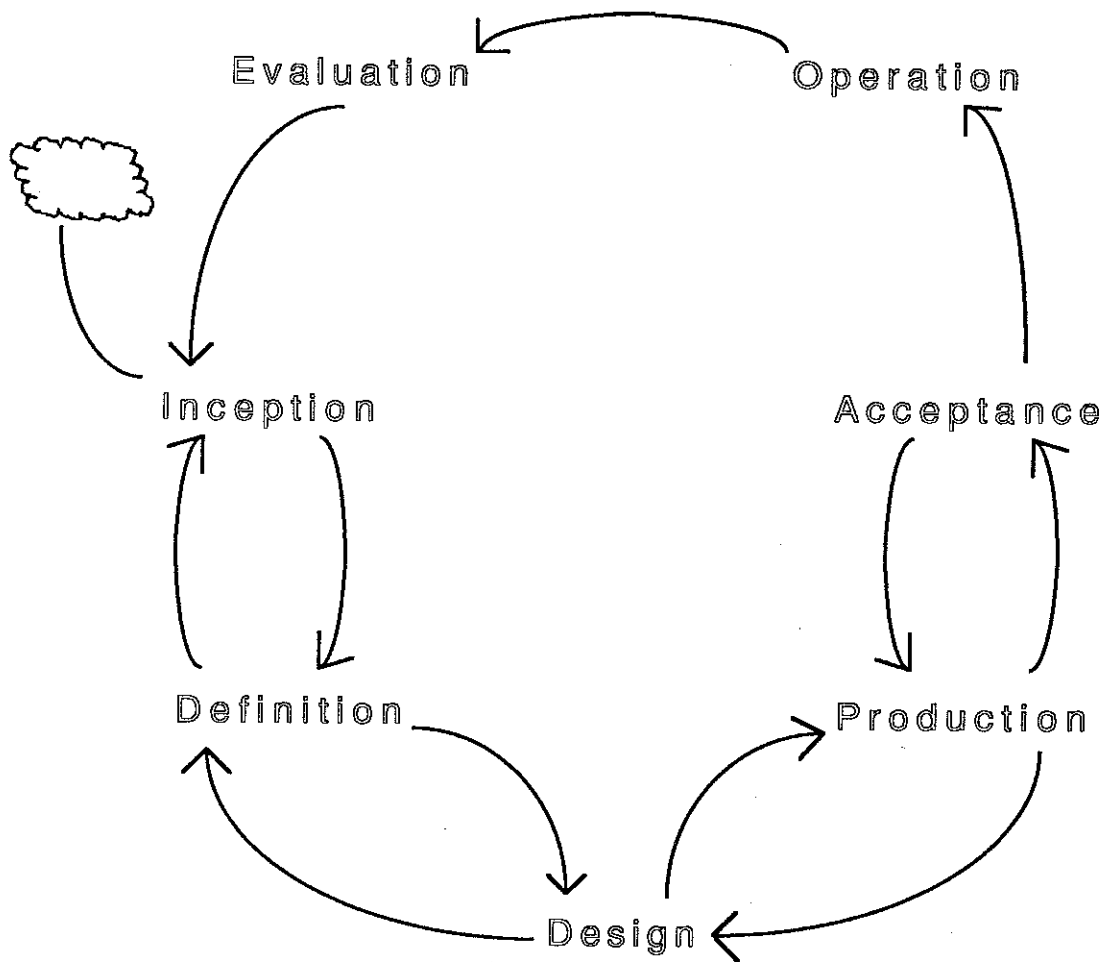 Evaluation
Operation
Inception
Acceptance
Definition
Production
Design